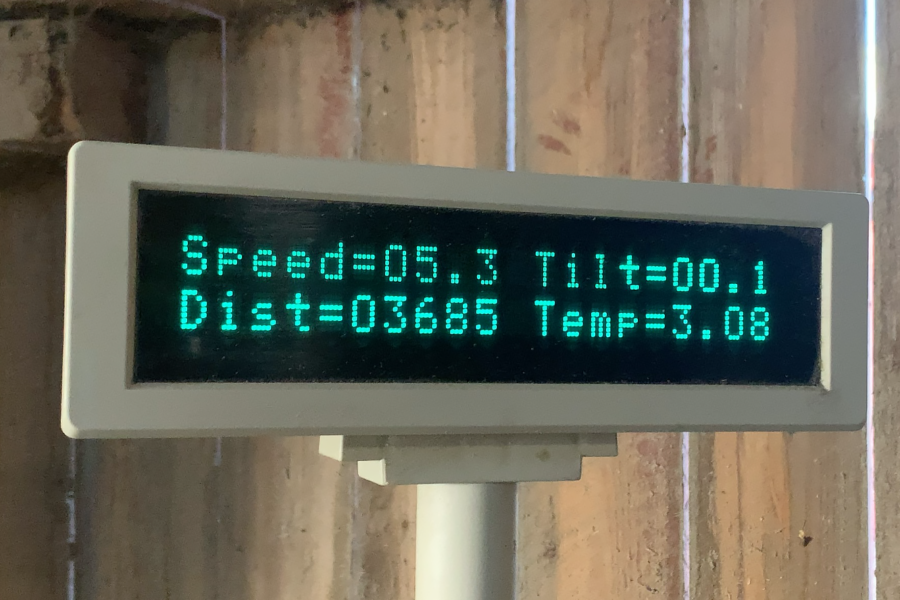 Speed=05.3 Tilt=00.1
Dist=03685 Temp=3.08